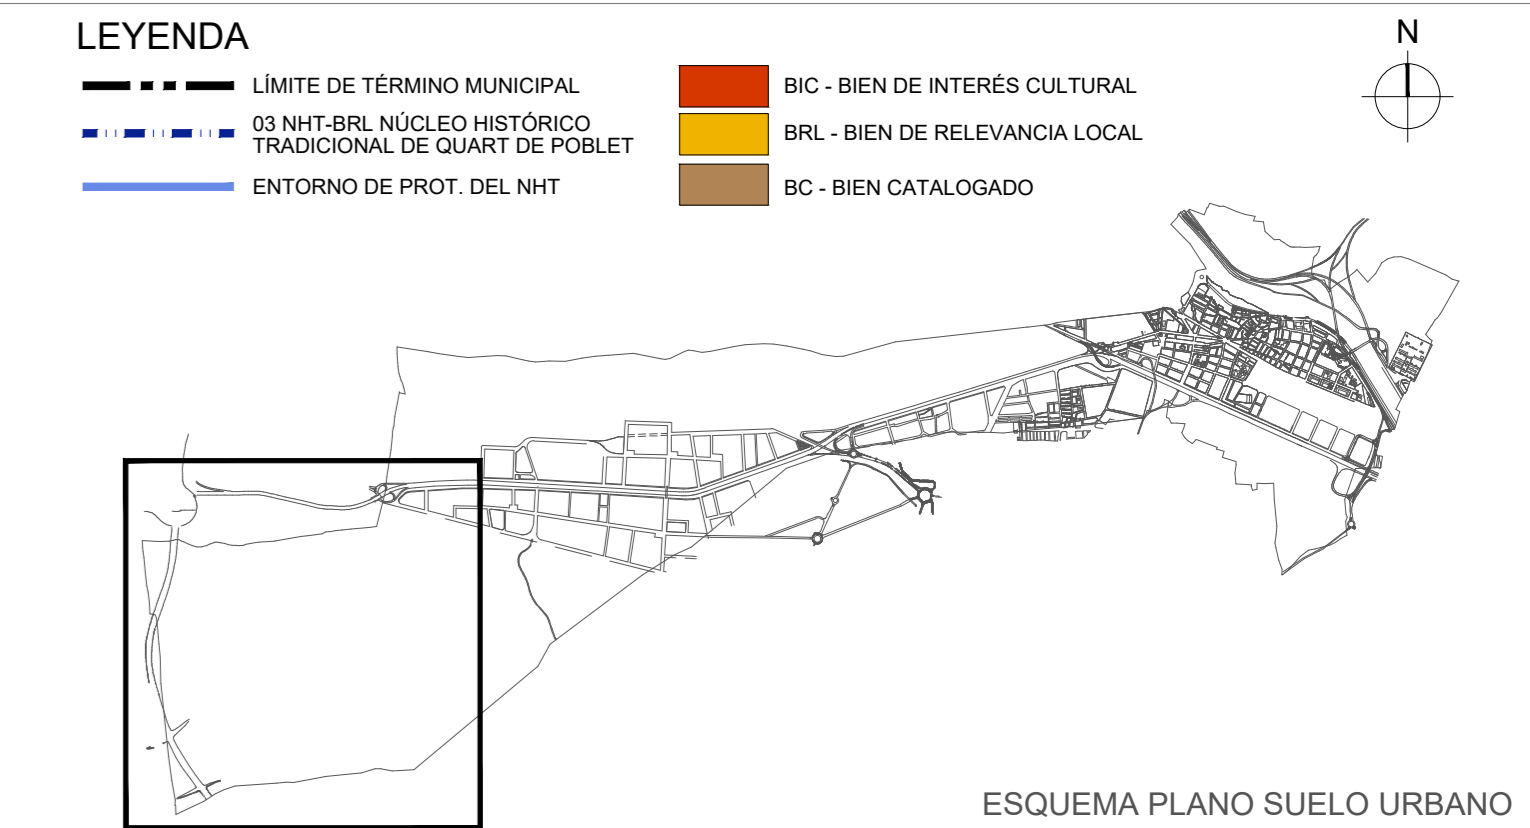 LEYENDA
LÍMITE DE TÉRMINO MUNICIPAL
03 NHT-BRL NÚCLEO HISTÓRICO
TRADICIONAL DE QUART DE POBLET
ENTORNO DE PROT. DEL NHT
BIC - BIEN DE INTERÉS CULTURAL
BRL - BIEN DE RELEVANCIA LOCAL
BC - BIEN CATALOGADO
N
ESQUEMA PLANO SUELO URBANO